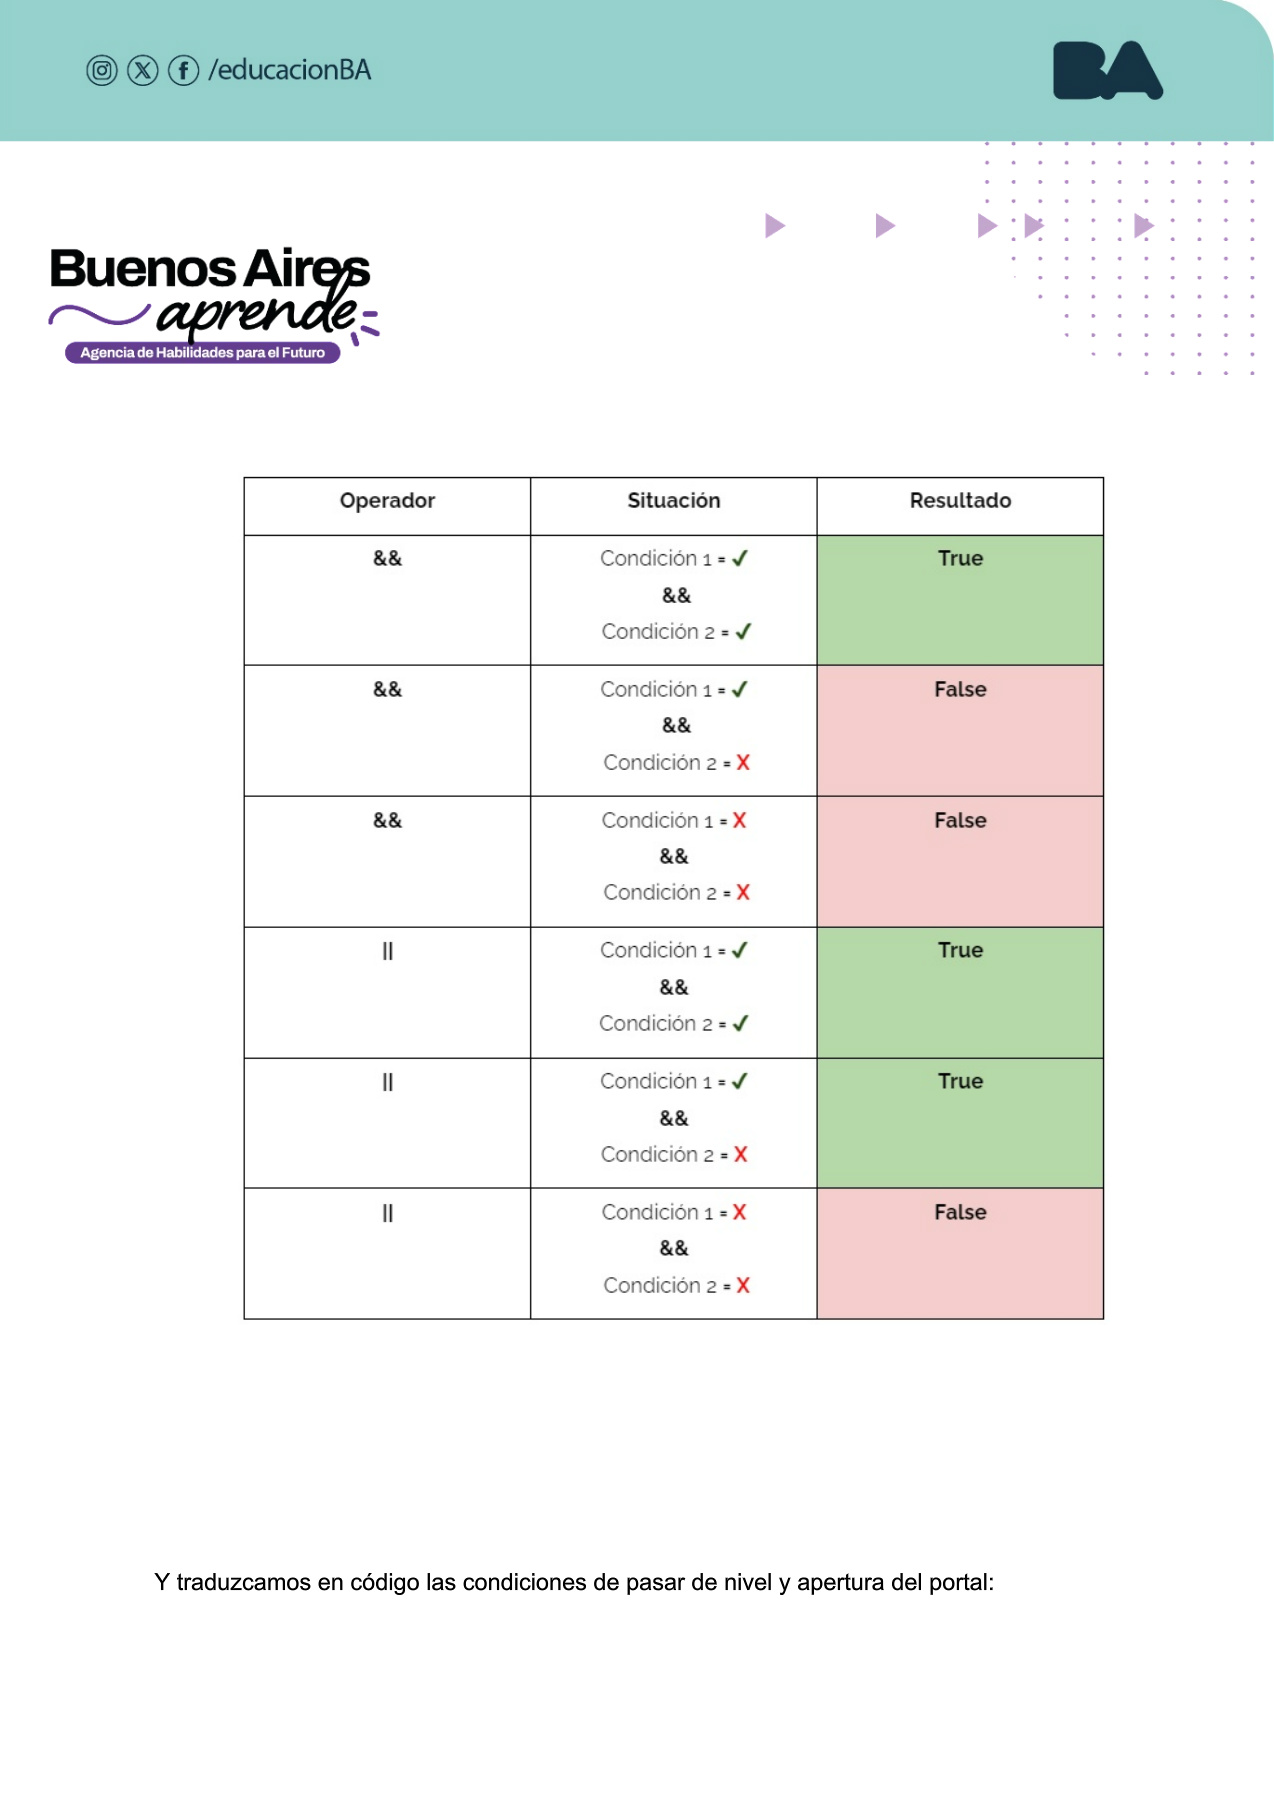 /educacionBA
BA
Buenos Aires
aprende
Agencia de Habilidades para el Futuro
Operador Situación Resultado
&& Condición 1 = ✓ True
&&
Condición 2 = ✓
&& Condición 1 = ✓ False
&&
Condición 2 = X
&& Condición 1 = X False
&&
Condición 2 = X
|| Condición 1 = ✓ True
&&
Condición 2 = ✓
|| Condición 1 = ✓ True
&&
Condición 2 = X
|| Condición 1 = X False
&&
Condición 2 = X
Y traduzcamos en código las condiciones de pasar de nivel y apertura del portal: